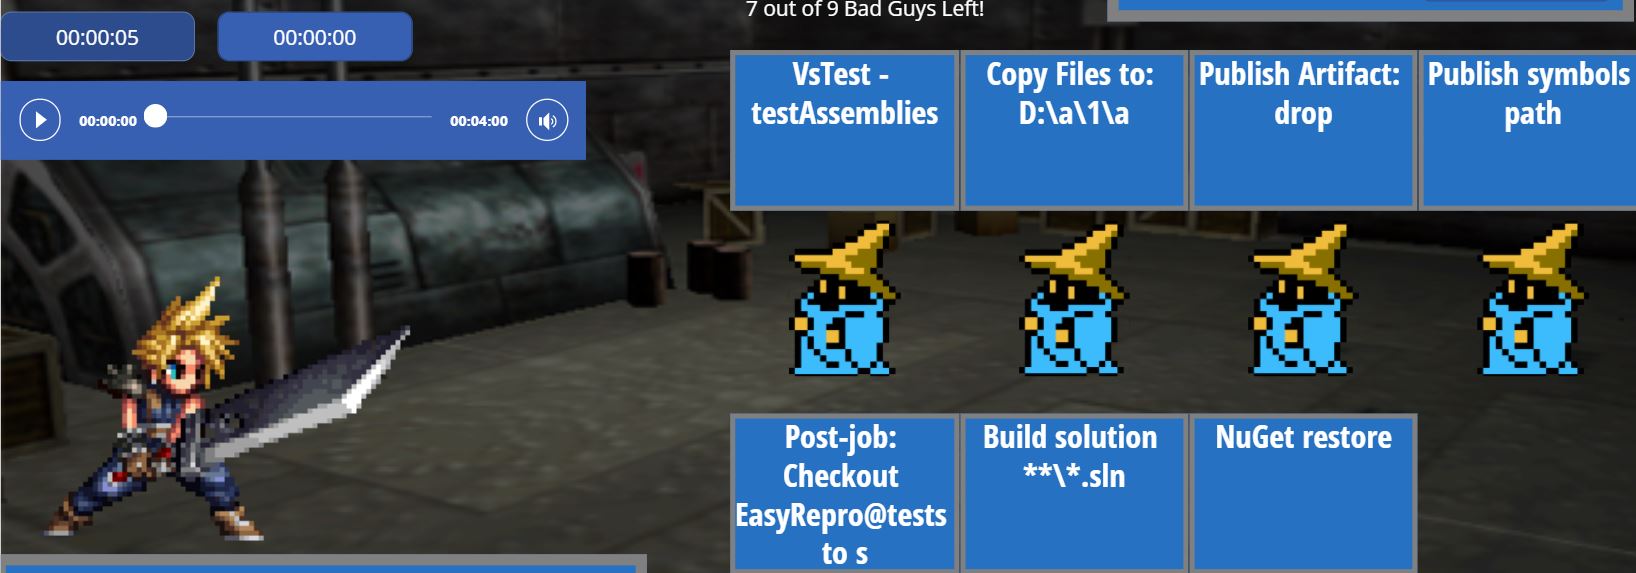 7 out of 9 Bad Guys Left!
00:00:05
00:00:00
00:00:00
00:04:00
VsTest -
testAssemblies
Copy Files to:
D:\a\1\a
Publish Artifact:
drop
Publish symbols
path
Post-job:
Checkout
EasyRepro@tests
to s
Build solution
**\*.sln
NuGet restore